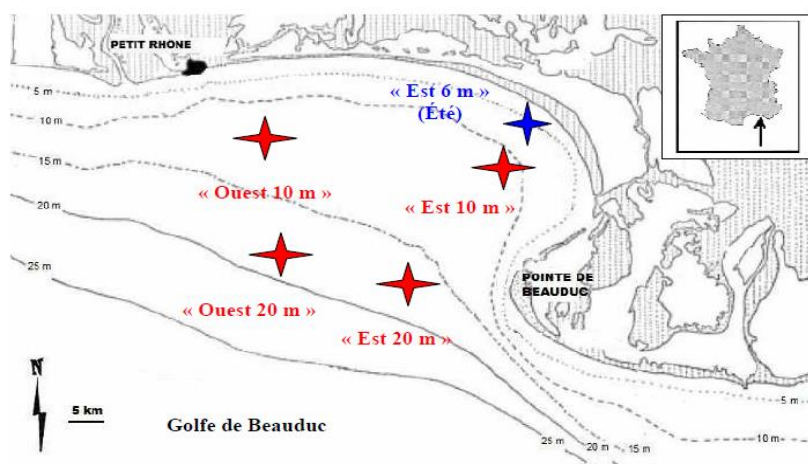 PETIT RHÔNE
« Est 6 m »
(Été)
5 m
10 m
15 m
20 m
25 m
« Ouest 10 m »
« Est 10 m »
POINTE DE
BEAUDUC
« Ouest 20 m »
« Est 20 m »
N
5 km
Golfe de Beauduc
5 m
10 m
15 m
20 m
25 m